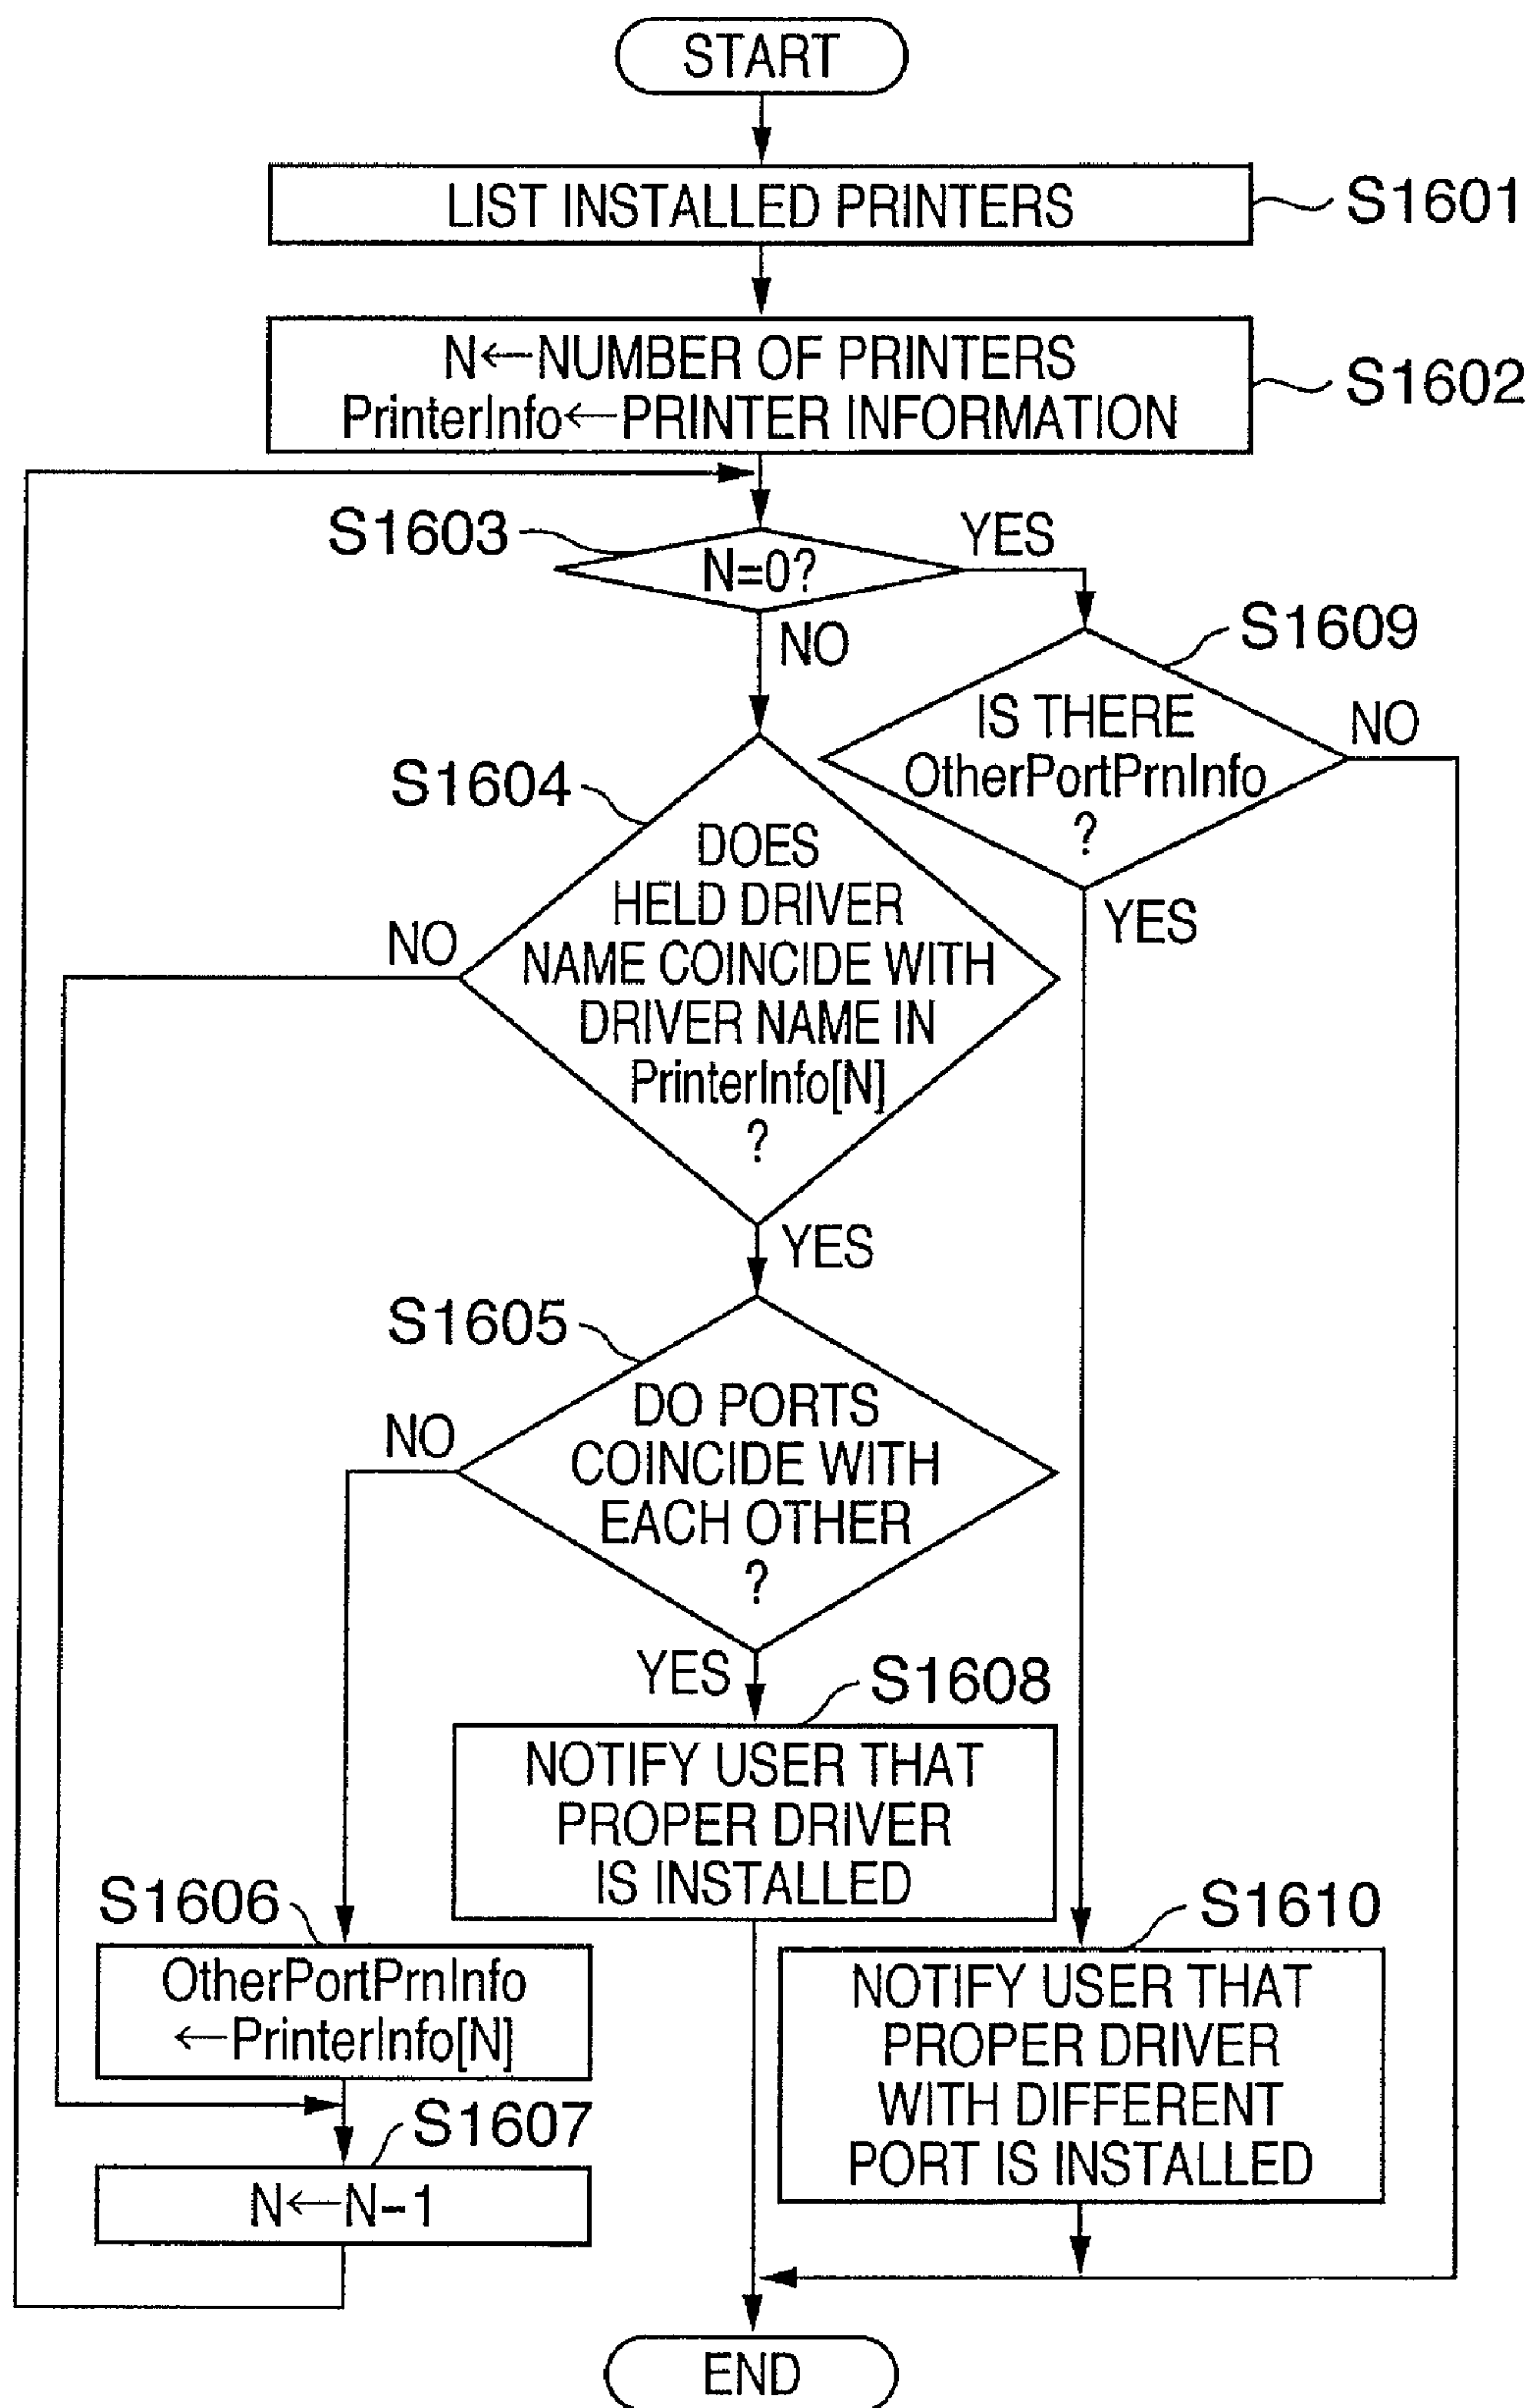 START
LIST INSTALLED PRINTERS
S1601
N←NUMBER OF PRINTERS
PrinterInfo←PRINTER INFORMATION
S1602
S1603
N=0?
YES
NO
S1609
IS THERE
OtherPortPrnInfo
?
NO
YES
S1604
DOES
HELD DRIVER
NAME COINCIDE WITH
DRIVER NAME IN
PrinterInfo[N]
?
NO
YES
S1605
DO PORTS
COINCIDE WITH
EACH OTHER
?
NO
YES
S1608
NOTIFY USER THAT
PROPER DRIVER
IS INSTALLED
S1606
OtherPortPrnInfo
←PrinterInfo[N]
S1610
NOTIFY USER THAT
PROPER DRIVER
WITH DIFFERENT
PORT IS INSTALLED
S1607
N←N-1
END